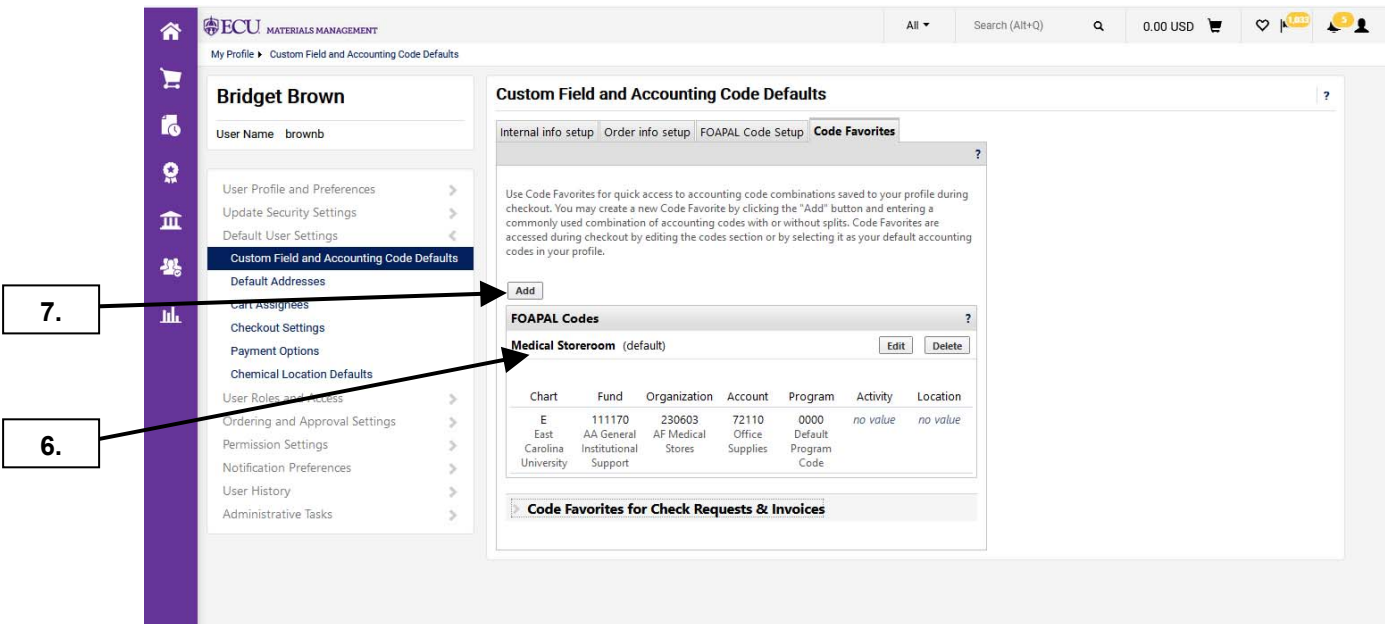 ECU MATERIALS MANAGEMENT
All
Search (Alt+Q)
0.00 USD
1,033
5
My Profile Custom Field and Accounting Code Defaults
Bridget Brown
User Name brownb
User Profile and Preferences
Update Security Settings
Default User Settings
Custom Field and Accounting Code Defaults
Default Addresses
Cart Assignees
Checkout Settings
Payment Options
Chemical Location Defaults
User Roles and Access
Ordering and Approval Settings
Permission Settings
Notification Preferences
User History
Administrative Tasks
7.
6.
Custom Field and Accounting Code Defaults
?
Internal info setup Order info setup FOAPAL Code Setup Code Favorites
?
Use Code Favorites for quick access to accounting code combinations saved to your profile during
checkout. You may create a new Code Favorite by clicking the "Add" button and entering a
commonly used combination of accounting codes with or without splits. Code Favorites are
accessed during checkout by editing the codes section or by selecting it as your default accounting
codes in your profile.
Add
FOAPAL Codes ?
Medical Storeroom (default) Edit Delete
Chart Fund Organization Account Program Activity Location
E 111170 230603 72110 0000 no value no value
East AA General AF Medical Office Default
Carolina Institutional Stores Supplies Program
University Support Code
Code Favorites for Check Requests & Invoices